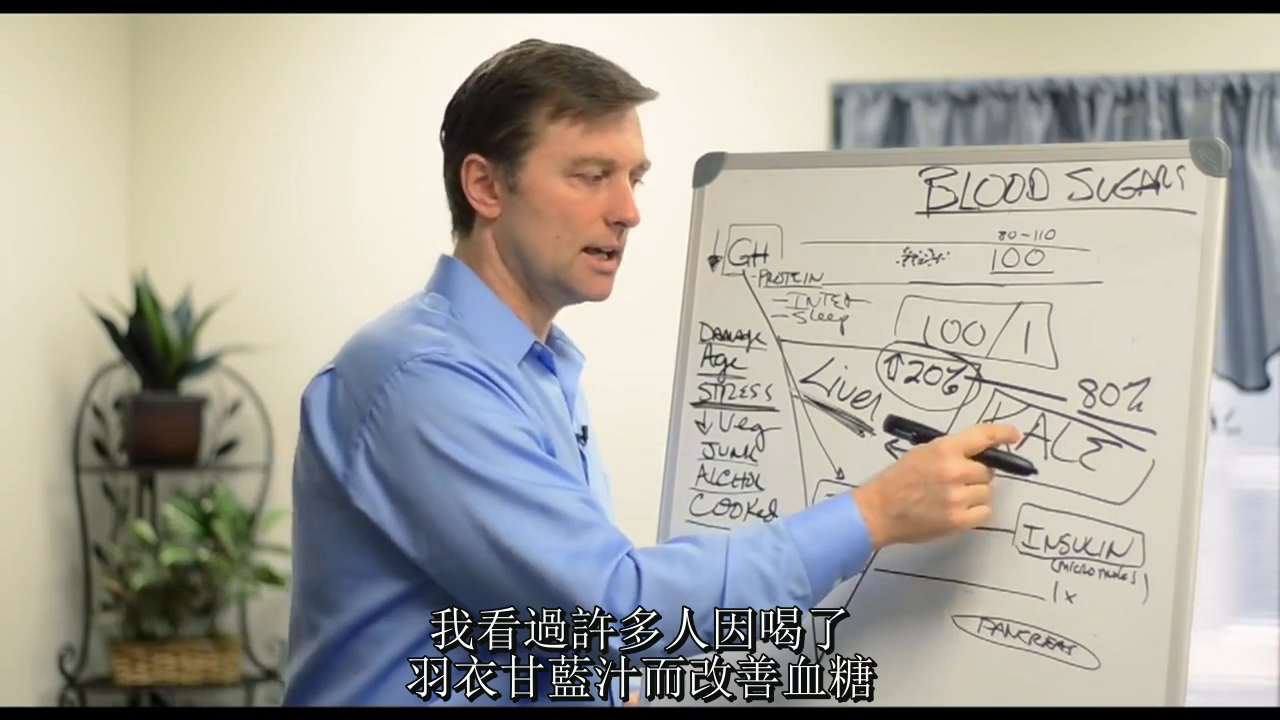 BLOOD SUGARS
80-110
100
↓ GH
-PROTEIN
-INTEX
-Sleep
100/1
DAMAGE
Age
STRESS
↓Veg
JUNK
ALCHOL
COOKed
Liver
↑20%
80%
KALE
INSULIN
1x
PANCREAS
我看過許多人因喝了
羽衣甘藍汁而改善血糖